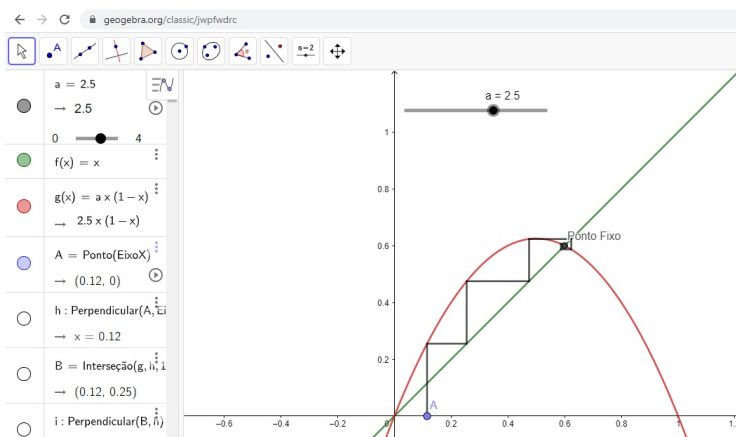 geogebra.org/classic/jwpfwdrc
A
a=2
a = 2.5
→ 2.5
0 4
f(x) = x
g(x) = a x (1 – x)
→ 2.5 x (1 – x)
A = Ponto(EixoX)
→ (0.12, 0)
h : Perpendicular(A, Ei
→ x = 0.12
B = Interseção(g, h, 1
→ (0.12, 0.25)
i : Perpendicular(B, h)
a = 2.5
1
0.8
0.6
Ponto Fixo
0.4
0.2
A
–0.6 –0.4 –0.2 0 0.2 0.4 0.6 0.8 1 1.